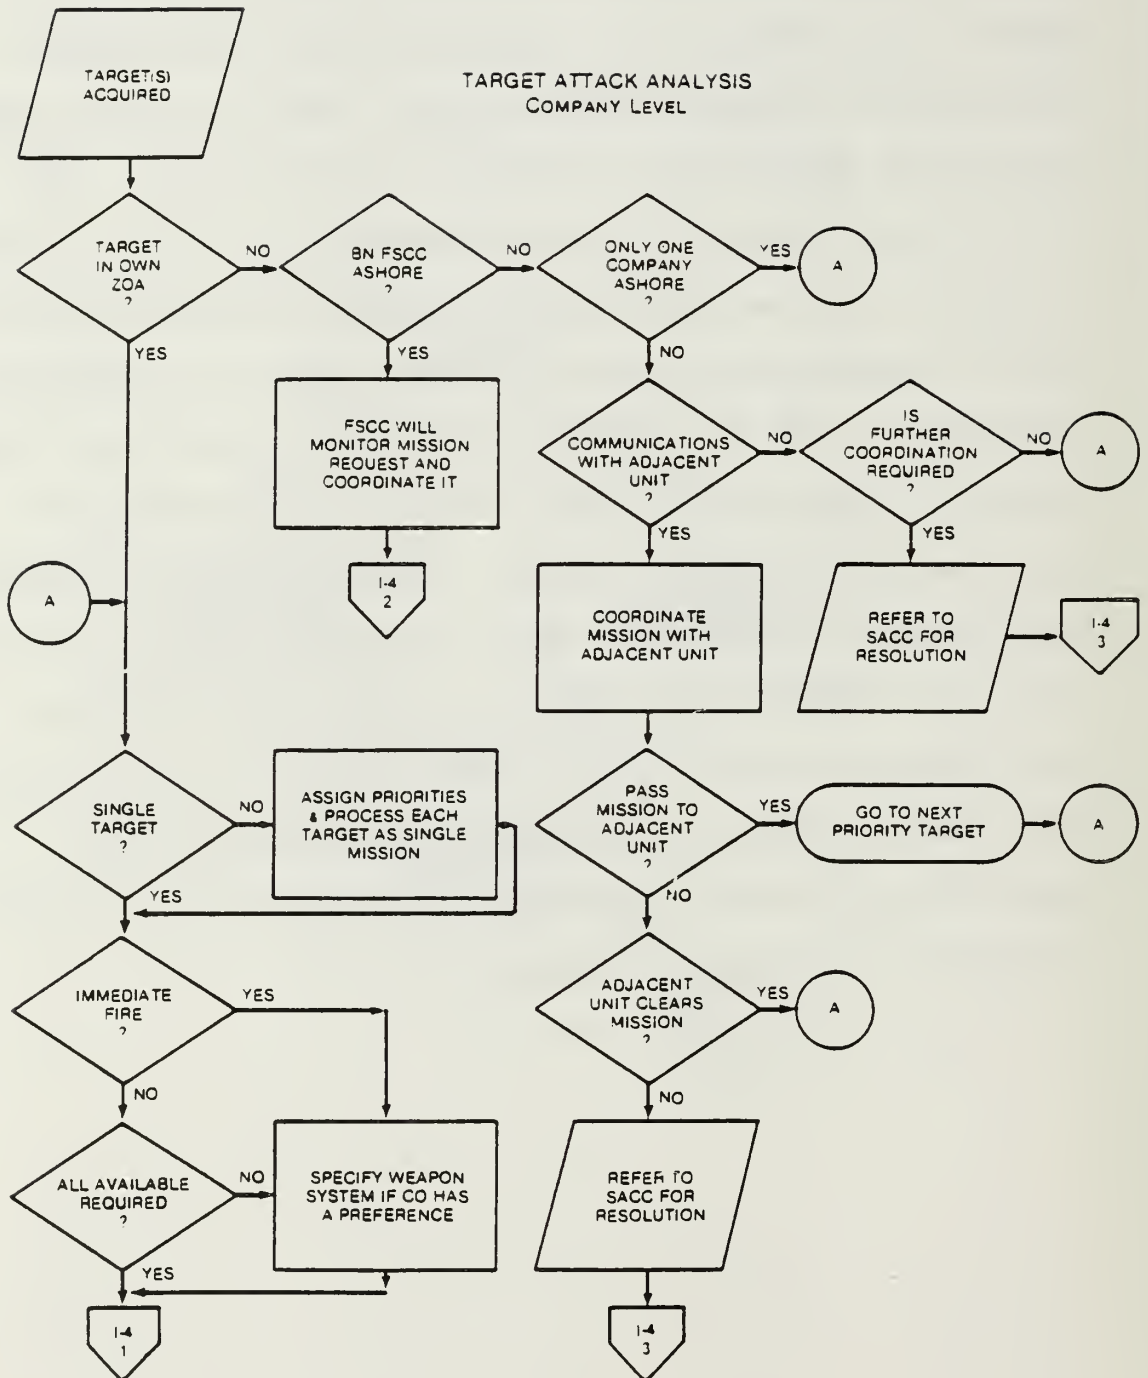 TARGET ATTACK ANALYSIS
COMPANY LEVEL
TARGET(S)
ACQUIRED
TARGET
IN OWN
ZOA
?
NO
YES
BN FSCC
ASHORE
?
NO
YES
ONLY ONE
COMPANY
ASHORE
?
YES
A
NO
FSCC WILL
MONITOR MISSION
REQUEST AND
COORDINATE IT
I-4
2
COMMUNICATIONS
WITH ADJACENT
UNIT
?
NO
YES
IS
FURTHER
COORDINATION
REQUIRED
?
NO
A
YES
A
COORDINATE
MISSION WITH
ADJACENT UNIT
REFER TO
SACC FOR
RESOLUTION
I-4
3
SINGLE
TARGET
?
NO
YES
ASSIGN PRIORITIES
& PROCESS EACH
TARGET AS SINGLE
MISSION
PASS
MISSION TO
ADJACENT
UNIT
?
YES
NO
GO TO NEXT
PRIORITY TARGET
A
IMMEDIATE
FIRE
?
YES
NO
ADJACENT
UNIT CLEARS
MISSION
?
YES
A
NO
ALL AVAILABLE
REQUIRED
?
NO
YES
SPECIFY WEAPON
SYSTEM IF CO HAS
A PREFERENCE
REFER TO
SACC FOR
RESOLUTION
I-4
1
I-4
3